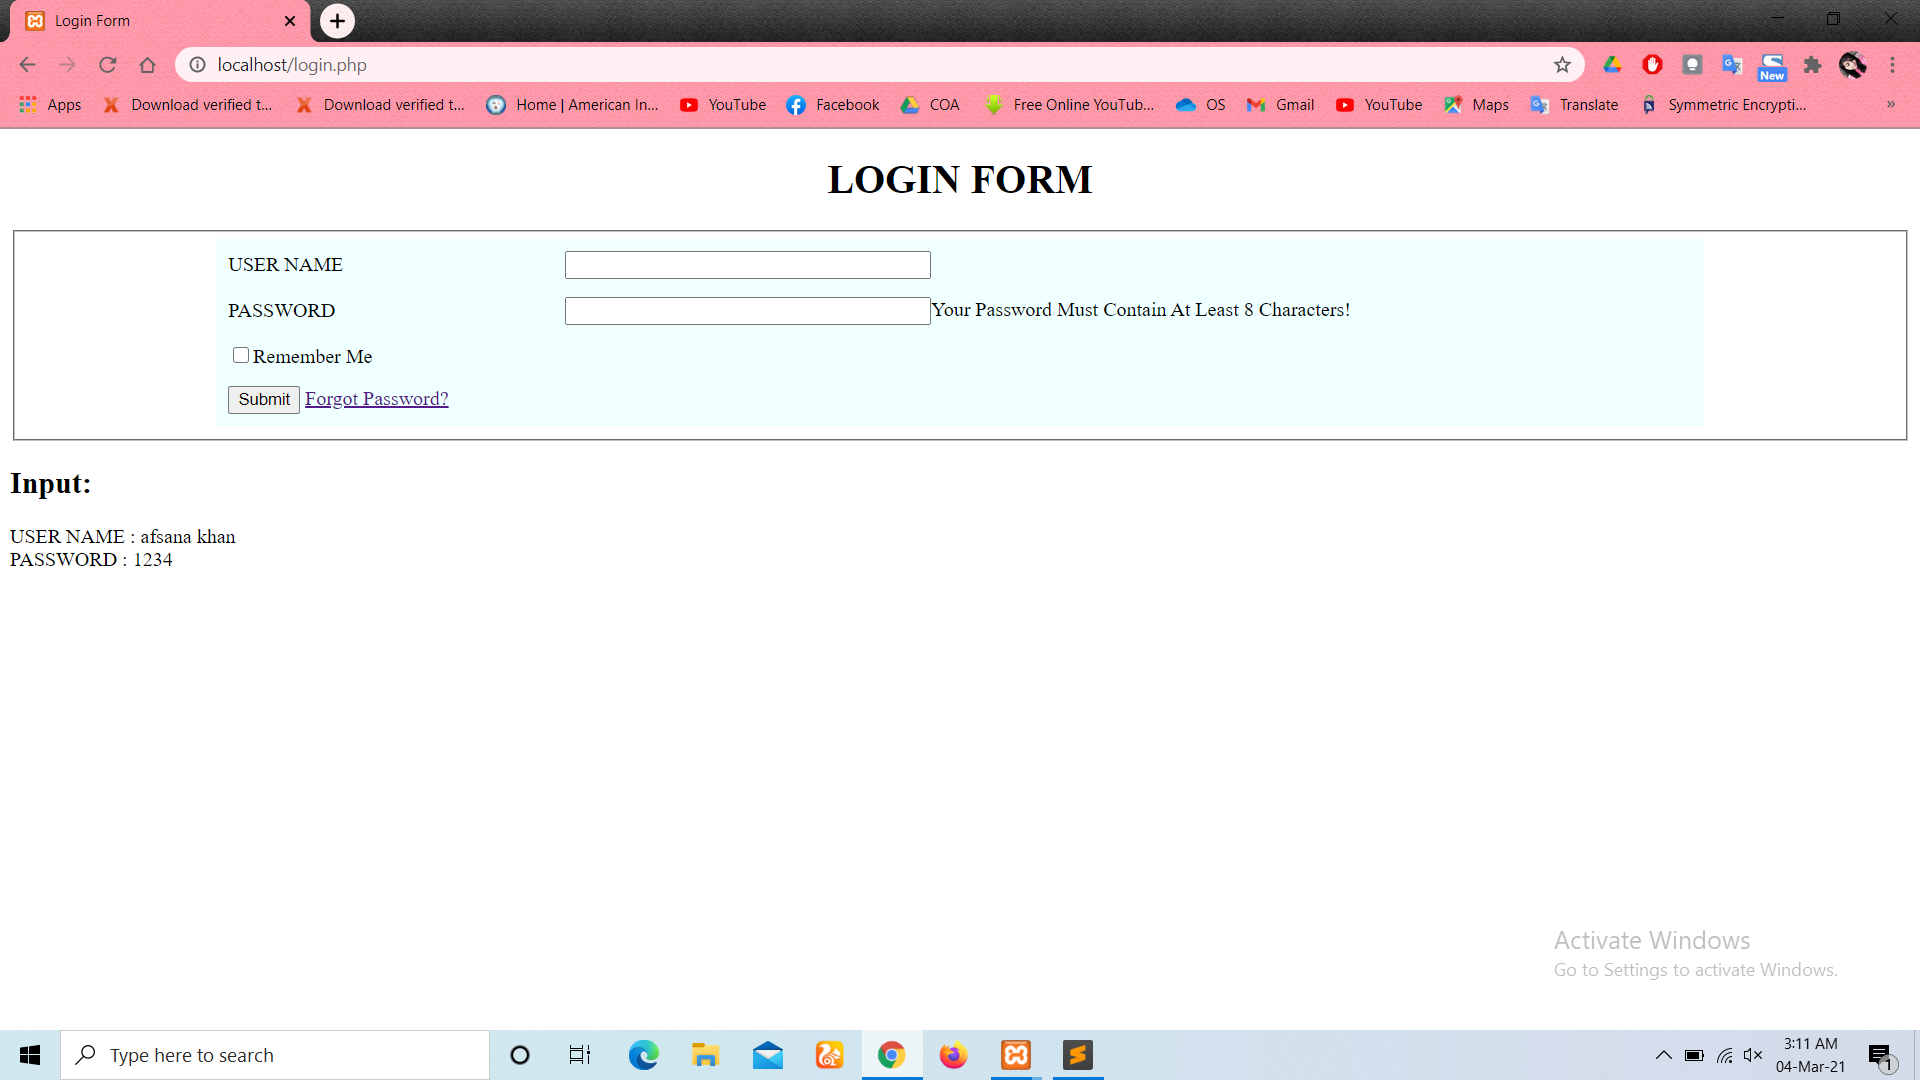 Login Form
localhost/login.php
New
Apps
Download verified t...
Download verified t...
Home | American In...
YouTube
Facebook
COA
Free Online YouTub...
OS
Gmail
YouTube
Maps
Translate
Symmetric Encrypti...
»
LOGIN FORM
USER NAME
PASSWORD
Your Password Must Contain At Least 8 Characters!
Remember Me
Submit Forgot Password?
Input:
USER NAME : afsana khan
PASSWORD : 1234
Activate Windows
Go to Settings to activate Windows.
Type here to search
3:11 AM
04-Mar-21
1